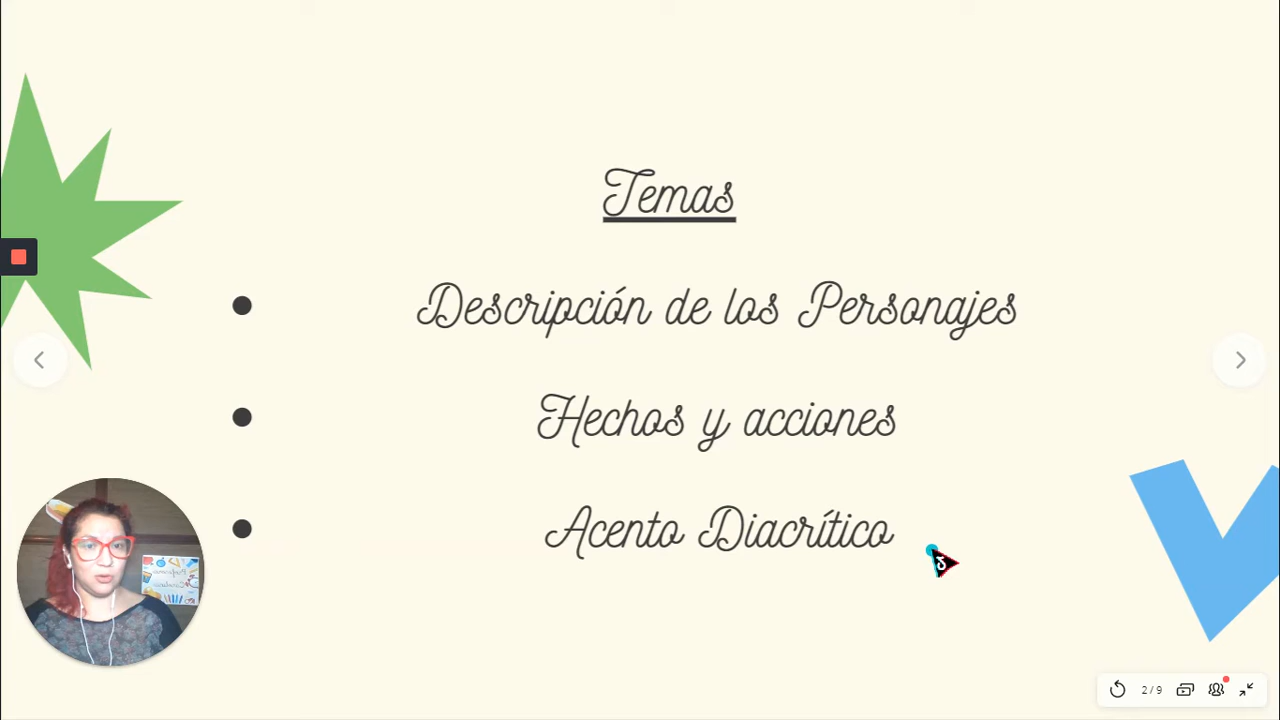 Temas
Descripción de los Personajes
Hechos y acciones
Acento Diacrítico
2/9